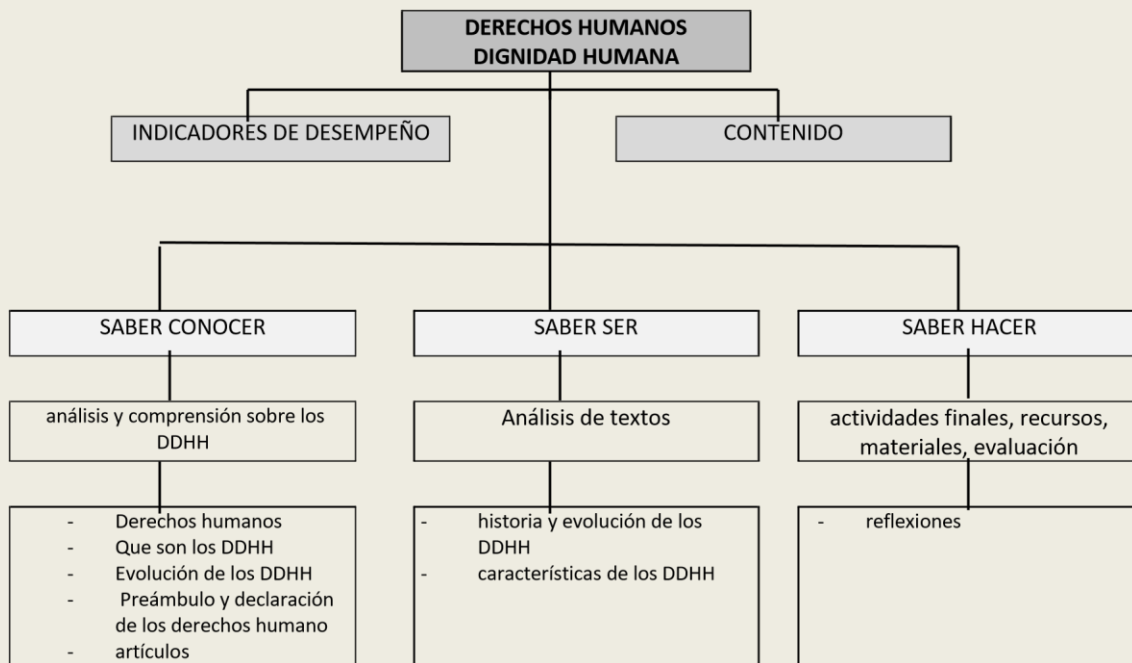 DERECHOS HUMANOS
DIGNIDAD HUMANA
INDICADORES DE DESEMPEÑO
CONTENIDO
SABER CONOCER
SABER SER
SABER HACER
análisis y comprensión sobre los
DDHH
Análisis de textos
actividades finales, recursos,
materiales, evaluación
- Derechos humanos
- Que son los DDHH
- Evolución de los DDHH
- Preámbulo y declaración
de los derechos humano
- artículos
- historia y evolución de los
DDHH
- características de los DDHH
- reflexiones